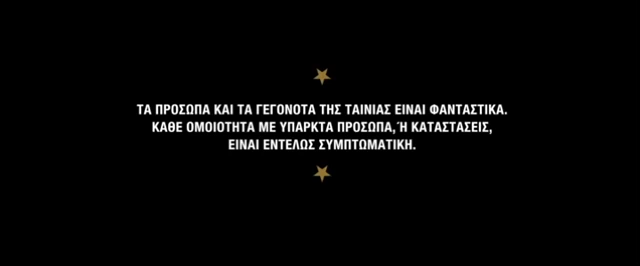 ΤΑ ΠΡΟΣΩΠΑ ΚΑΙ ΤΑ ΓΕΓΟΝΟΤΑ ΤΗΣ ΤΑΙΝΙΑΣ ΕΙΝΑΙ ΦΑΝΤΑΣΤΙΚΑ.
ΚΑΘΕ ΟΜΟΙΟΤΗΤΑ ΜΕ ΥΠΑΡΚΤΑ ΠΡΟΣΩΠΑ, Ή ΚΑΤΑΣΤΑΣΕΙΣ,
ΕΙΝΑΙ ΕΝΤΕΛΩΣ ΣΥΜΠΤΩΜΑΤΙΚΗ.